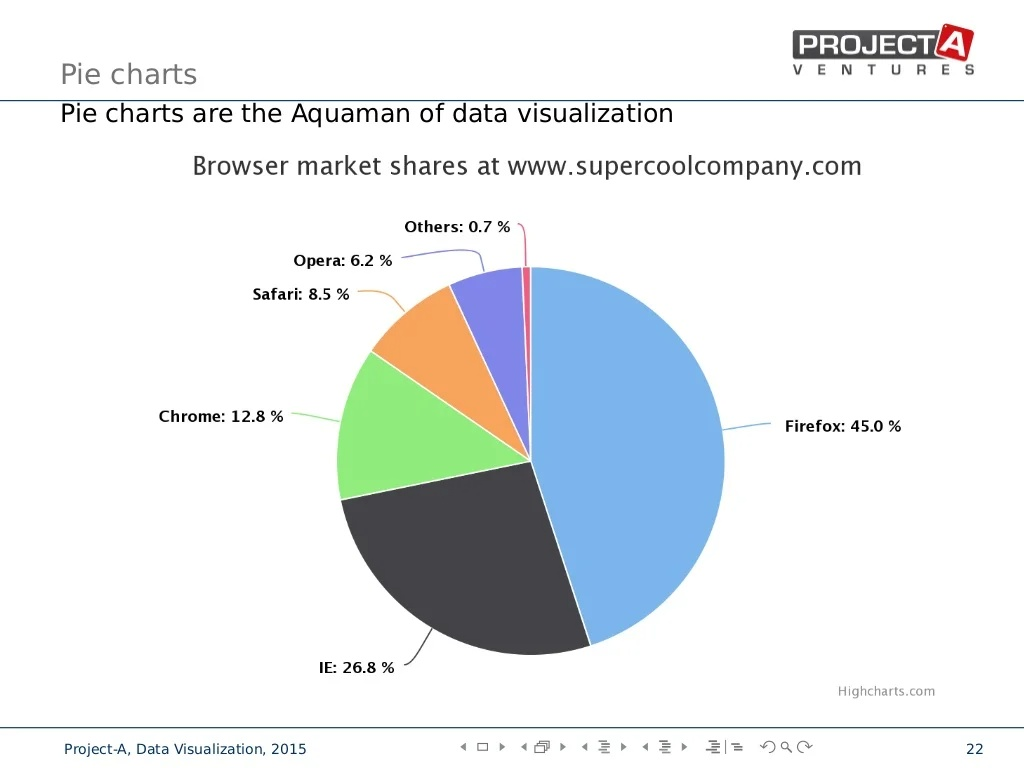 PROJECT A
VENTURES
Pie charts
Pie charts are the Aquaman of data visualization
Browser market shares at www.supercoolcompany.com
Others: 0.7 %
Opera: 6.2 %
Safari: 8.5 %
Chrome: 12.8 %
Firefox: 45.0 %
IE: 26.8 %
Highcharts.com
Project-A, Data Visualization, 2015
22